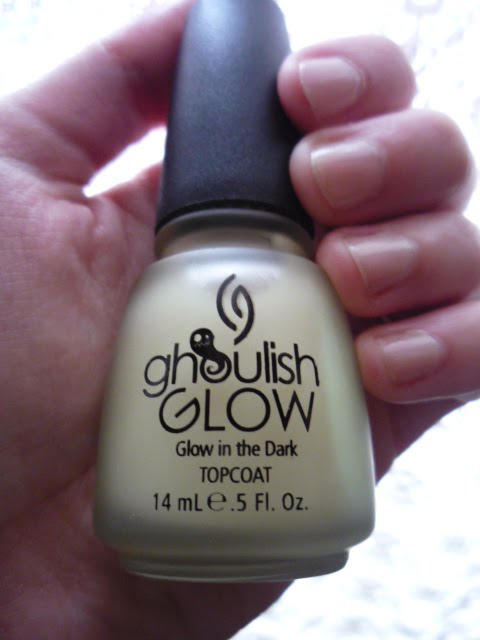 ghoulish
GLOW
Glow in the Dark
TOPCOAT
14 mL ℮ .5 Fl. Oz.